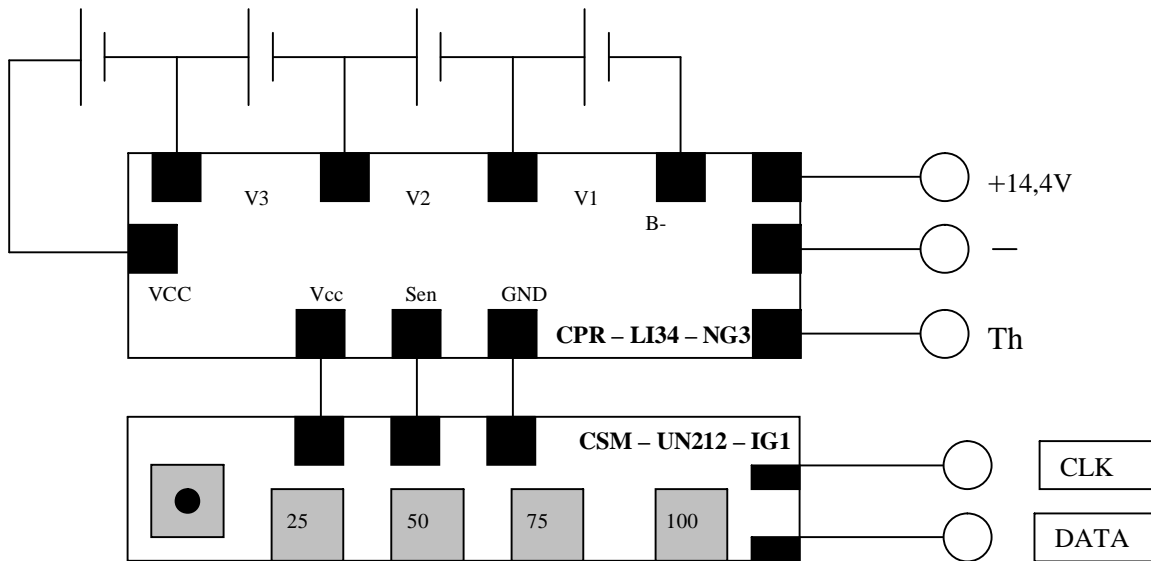 V3
V2
V1
B-
+14,4V
–
VCC
Vcc
Sen
GND
CPR – LI34 – NG3
Th
CSM – UN212 – IG1
CLK
25
50
75
100
DATA